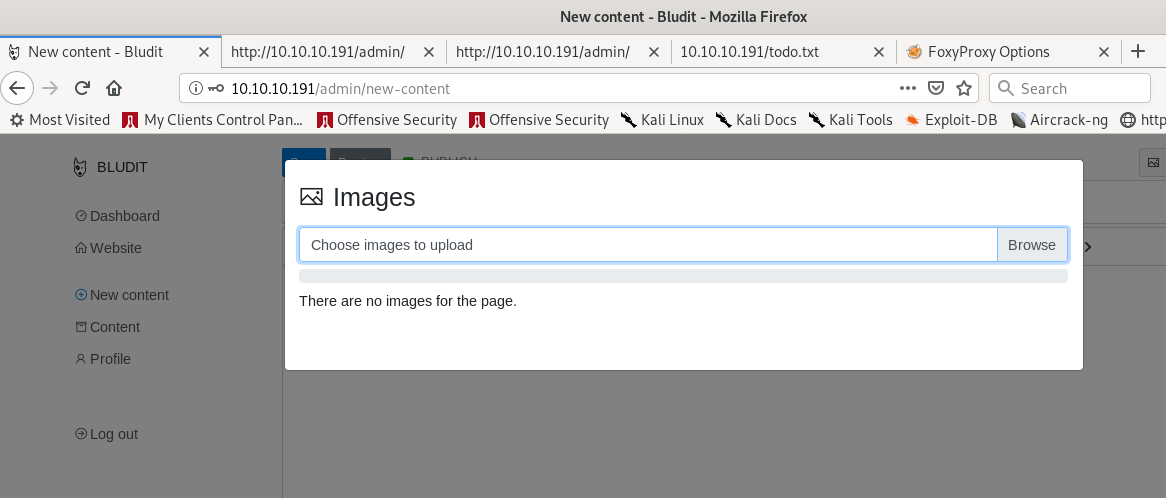 New content - Bludit - Mozilla Firefox
New content - Bludit http://10.10.10.191/admin/ http://10.10.10.191/admin/ 10.10.10.191/todo.txt FoxyProxy Options
10.10.10.191/admin/new-content Search
Most Visited My Clients Control Pan... Offensive Security Offensive Security Kali Linux Kali Docs Kali Tools Exploit-DB Aircrack-ng http
BLUDIT
PUBLISH
Images
Dashboard
Choose images to upload Browse
Website
New content
There are no images for the page.
Content
Profile
Log out